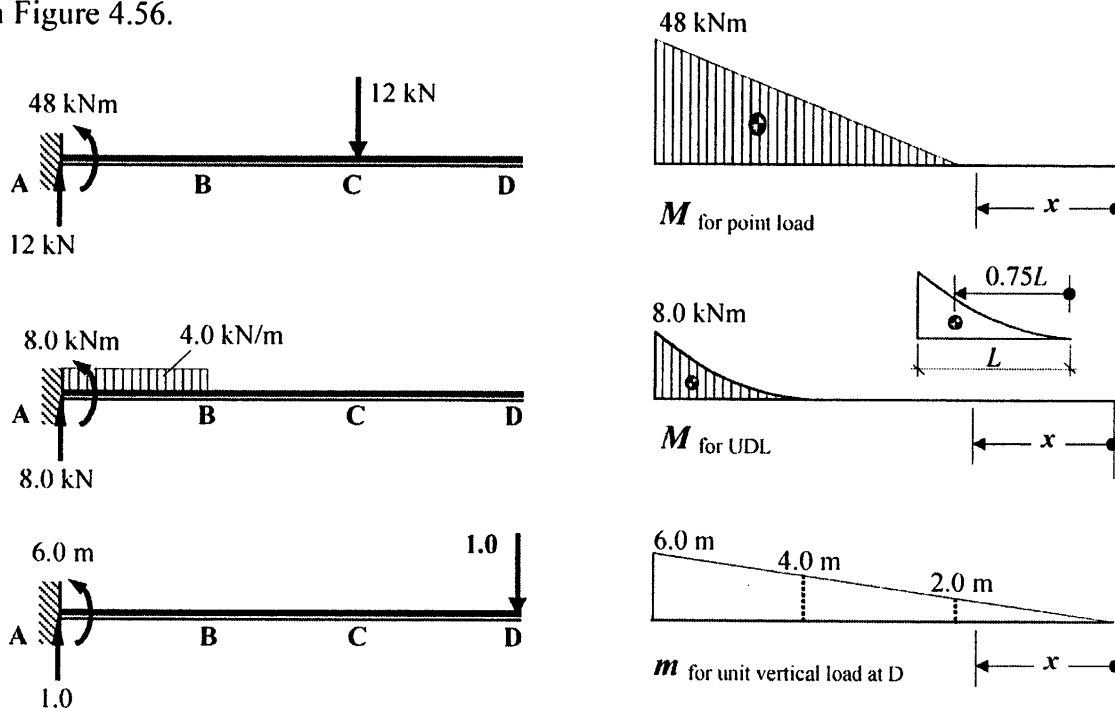 Figure 4.56.
48 kNm
12 kN
A
B
C
D
12 kN
48 kNm
M for point load
x
8.0 kNm
4.0 kN/m
A
B
C
D
8.0 kN
8.0 kNm
0.75L
L
M for UDL
x
6.0 m
1.0
A
B
C
D
1.0
6.0 m
4.0 m
2.0 m
m for unit vertical load at D
x